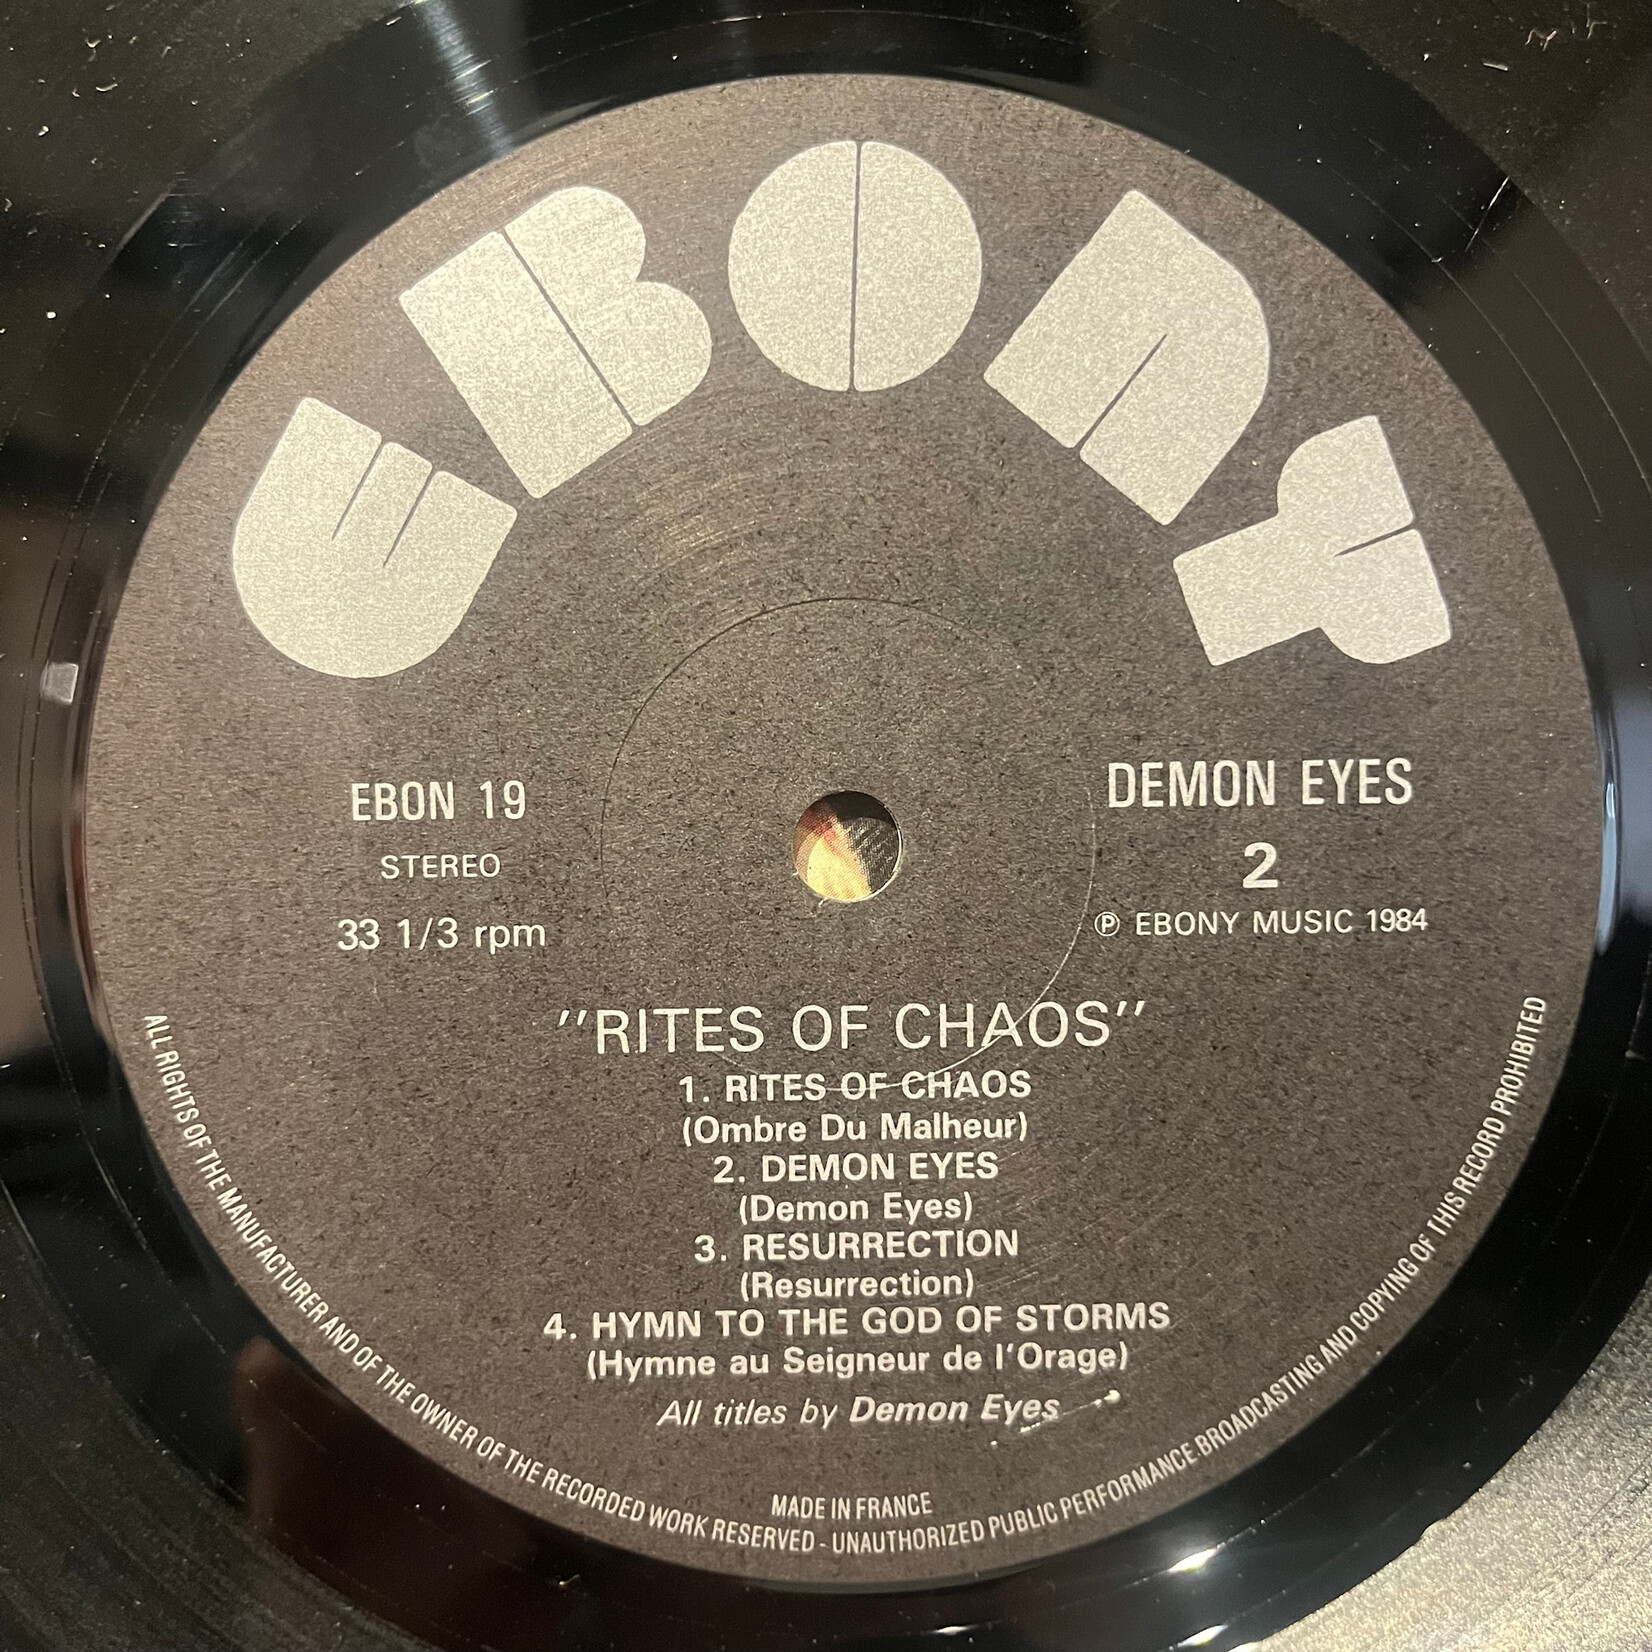 EBONY
EBON 19
STEREO
33 1/3 rpm
DEMON EYES
2
℗ EBONY MUSIC 1984
"RITES OF CHAOS"
1. RITES OF CHAOS
(Ombre Du Malheur)
2. DEMON EYES
(Demon Eyes)
3. RESURRECTION
(Resurrection)
4. HYMN TO THE GOD OF STORMS
(Hymne au Seigneur de l'Orage)
All titles by Demon Eyes
MADE IN FRANCE
ALL RIGHTS OF THE MANUFACTURER AND OF THE OWNER OF THE RECORDED WORK RESERVED - UNAUTHORIZED PUBLIC PERFORMANCE BROADCASTING AND COPYING OF THIS RECORD PROHIBITED